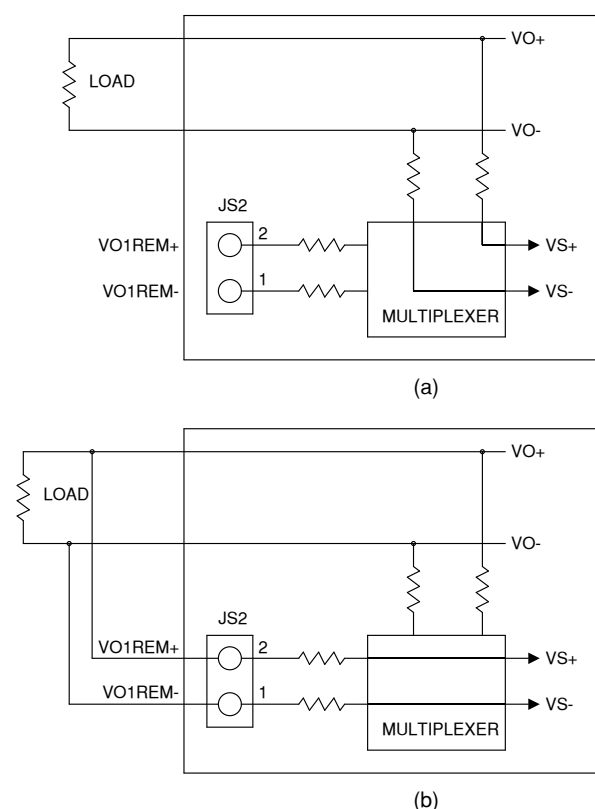 VO+
LOAD
VO-
JS2
VO1REM+ 2 VS+
VO1REM- 1 VS-
MULTIPLEXER
(a)
VO+
LOAD
VO-
JS2
VO1REM+ 2 VS+
VO1REM- 1 VS-
MULTIPLEXER
(b)